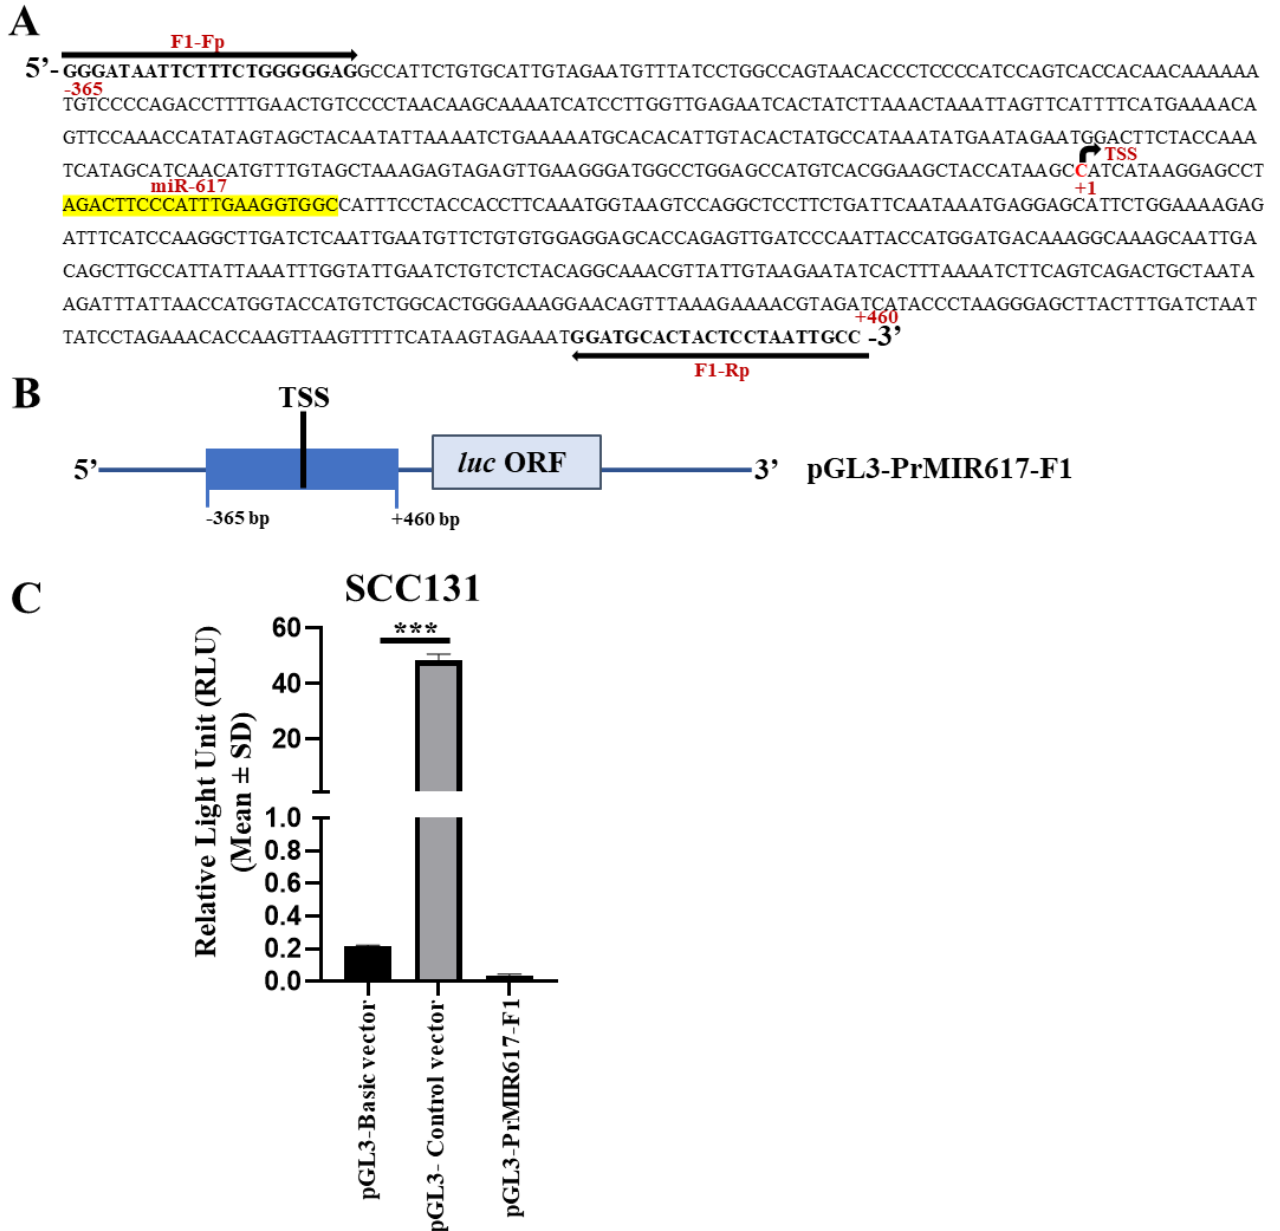 A
F1-Fp
5’-GGGATAATTCTTTCTGGGGGAGGCCATTCTGTGCATTGTAGAATGTTTATCCTGGCCAGTAACACCCTCCCCATCCAGTCACCACAACAAAAAA
-365
TGTCCCCAGACCTTTTGAACTGTCCCCTAACAAGCAAAATCATCCTTGGTTGAGAATCACTATCTTAAACTAAATTAGTTCATTTTCATGAAAACA
GTTCCAAACCATATAGTAGCTACAATATTAAAATCTGAAAAATGCACACATTGTACACTATGCCATAAATATGAATAGAATGGACTTCTACCAAA
TCATAGCATCAACATGTTTGTAGCTAAAGAGTAGAGTTGAAGGGATGGCCTGGAGCCATGTCACGGAAGCTACCATAAGCCATCATAAGGAGCCT
TSS
miR-617
+1
AGACTTCCCATTTGAAGGTGGCCATTTCCTACCACCTTCAAATGGTAAGTCCAGGCTCCTTCTGATTCAATAAATGAGGAGCATTCTGGAAAAGAG
ATTTCATCCAAGGCTTGATCTCAATTGAATGTTCTGTGTGGAGGAGCACCAGAGTTGATCCCAATTACCATGGATGACAAAGGCAAAGCAATTGA
CAGCTTGCCATTATTAAATTTGGTATTGAATCTGTCTCTACAGGCAAACGTTATTGTAAGAATATCACTTTAAAATCTTCAGTCAGACTGCTAATA
AGATTTATTAACCATGGTACCATGTCTGGCACTGGGAAAGGAACAGTTTAAAGAAAACGTAGATCATACCCTAAGGGAGCTTACTTTGATCTAAT
+460
TATCCTAGAAACACCAAGTTAAGTTTTTCATAAGTAGAAATGGATGCACTACTCCTAATTGCC -3’
F1-Rp
B
TSS
5’
luc ORF
3’
pGL3-PrMIR617-F1
-365 bp
+460 bp
C
SCC131
Relative Light Unit (RLU)
(Mean ± SD)
60
***
40
20
1.0
0.8
0.6
0.4
0.2
0.0
pGL3-Basic vector
pGL3- Control vector
pGL3-PrMIR617-F1